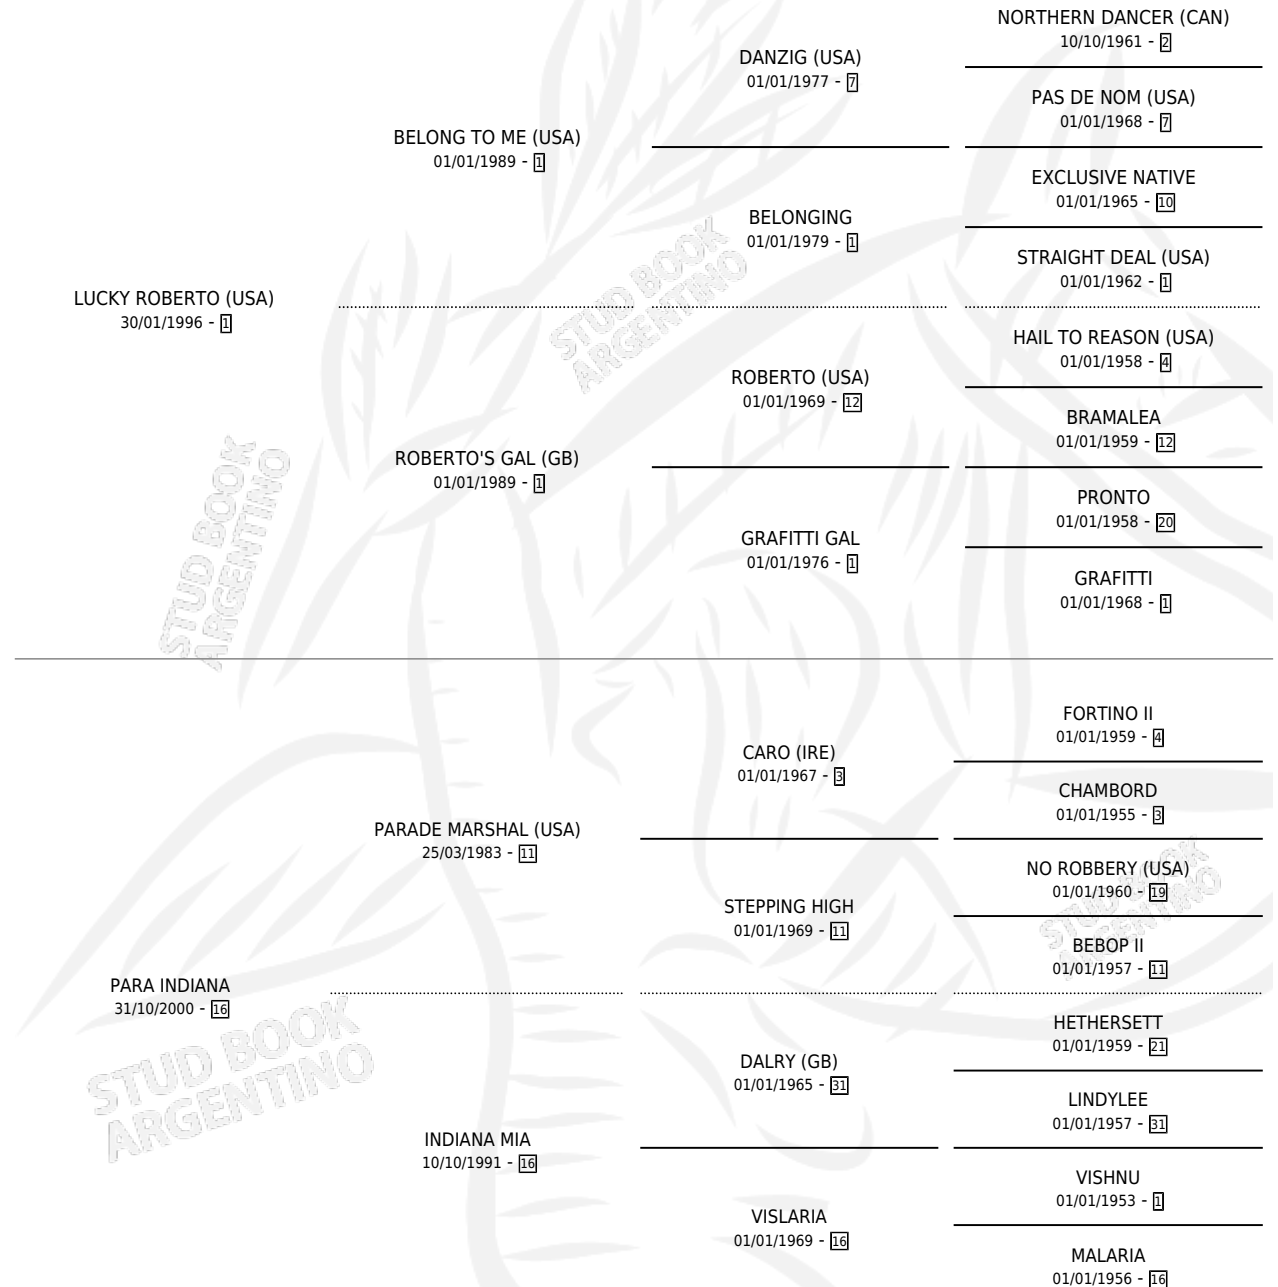 NORTHERN DANCER (CAN)
10/10/1961 - 2
DANZIG (USA)
01/01/1977 - 7
PAS DE NOM (USA)
01/01/1968 - 7
BELONG TO ME (USA)
01/01/1989 - 1
EXCLUSIVE NATIVE
01/01/1965 - 10
BELONGING
01/01/1979 - 1
STRAIGHT DEAL (USA)
01/01/1962 - 1
LUCKY ROBERTO (USA)
30/01/1996 - 1
STUD BOOK
ARGENTINO
HAIL TO REASON (USA)
01/01/1958 - 4
ROBERTO (USA)
01/01/1969 - 12
BRAMALEA
01/01/1959 - 12
ROBERTO'S GAL (GB)
01/01/1989 - 1
PRONTO
01/01/1958 - 20
GRAFITTI GAL
01/01/1976 - 1
GRAFITTI
01/01/1968 - 1
STUD BOOK
ARGENTINO
FORTINO II
01/01/1959 - 4
CARO (IRE)
01/01/1967 - 3
CHAMBORD
01/01/1955 - 3
PARADE MARSHAL (USA)
25/03/1983 - 11
NO ROBBERY (USA)
01/01/1960 - 19
STEPPING HIGH
01/01/1969 - 11
STUD BOOK
ARGENTINO
BEBOP II
01/01/1957 - 11
PARA INDIANA
31/10/2000 - 16
HETHERSETT
01/01/1959 - 21
DALRY (GB)
01/01/1965 - 31
STUD BOOK
ARGENTINO
LINDYLEE
01/01/1957 - 31
INDIANA MIA
10/10/1991 - 16
VISHNU
01/01/1953 - 1
VISLARIA
01/01/1969 - 16
MALARIA
01/01/1956 - 16